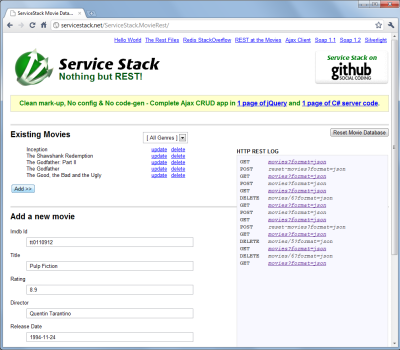 ServiceStack Movie Data...
servicestack.net/ServiceStack.MovieRest/
Hello World The Rest Files Redis StackOverflow REST at the Movies Ajax Client Soap 1.1 Soap 1.2 Silverlight
Service Stack
Nothing but REST!
Service Stack on
github
SOCIAL CODING
Clean mark-up, No config & No code-gen - Complete Ajax CRUD app in 1 page of jQuery and 1 page of C# server code.
Existing Movies
[ All Genres ]
Reset Movie Database
Inception update delete
The Shawshank Redemption update delete
The Godfather: Part II update delete
The Godfather update delete
The Good, the Bad and the Ugly update delete
Add >>
HTTP REST LOG
GET movies?format=json
POST reset-movies?format=json
GET movies?format=json
POST movies?format=json
GET movies?format=json
DELETE movies/6?format=json
GET movies?format=json
POST movies?format=json
GET movies?format=json
POST reset-movies?format=json
GET movies?format=json
DELETE movies/5?format=json
GET movies?format=json
DELETE movies/6?format=json
GET movies?format=json
Add a new movie
Imdb Id
tt0110912
Title
Pulp Fiction
Rating
8.9
Director
Quentin Tarantino
Release Date
1994-11-24